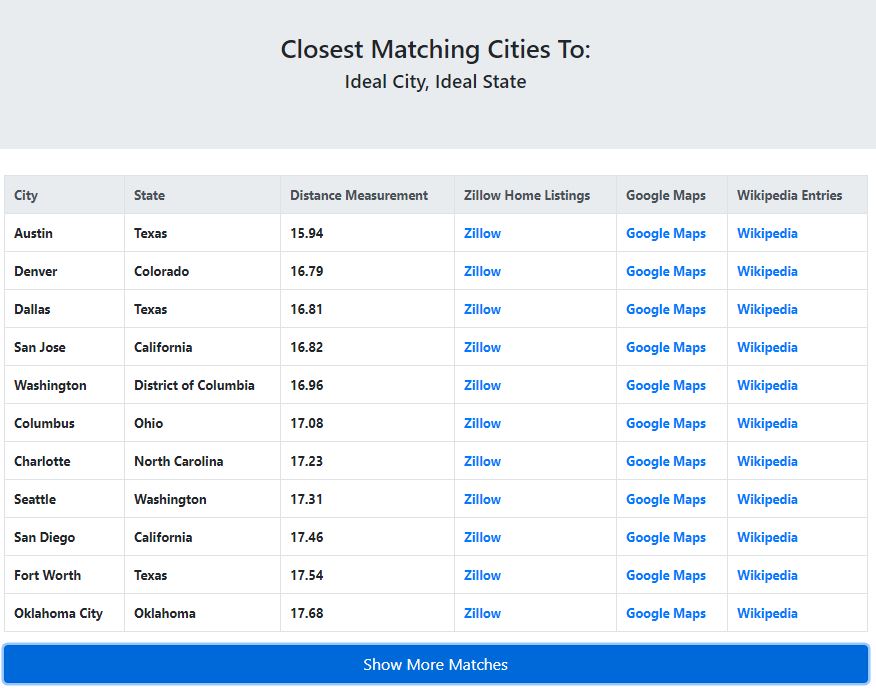 Closest Matching Cities To:
Ideal City, Ideal State
City State Distance Measurement Zillow Home Listings Google Maps Wikipedia Entries
Austin Texas 15.94 Zillow Google Maps Wikipedia
Denver Colorado 16.79 Zillow Google Maps Wikipedia
Dallas Texas 16.81 Zillow Google Maps Wikipedia
San Jose California 16.82 Zillow Google Maps Wikipedia
Washington District of Columbia 16.96 Zillow Google Maps Wikipedia
Columbus Ohio 17.08 Zillow Google Maps Wikipedia
Charlotte North Carolina 17.23 Zillow Google Maps Wikipedia
Seattle Washington 17.31 Zillow Google Maps Wikipedia
San Diego California 17.46 Zillow Google Maps Wikipedia
Fort Worth Texas 17.54 Zillow Google Maps Wikipedia
Oklahoma City Oklahoma 17.68 Zillow Google Maps Wikipedia
Show More Matches